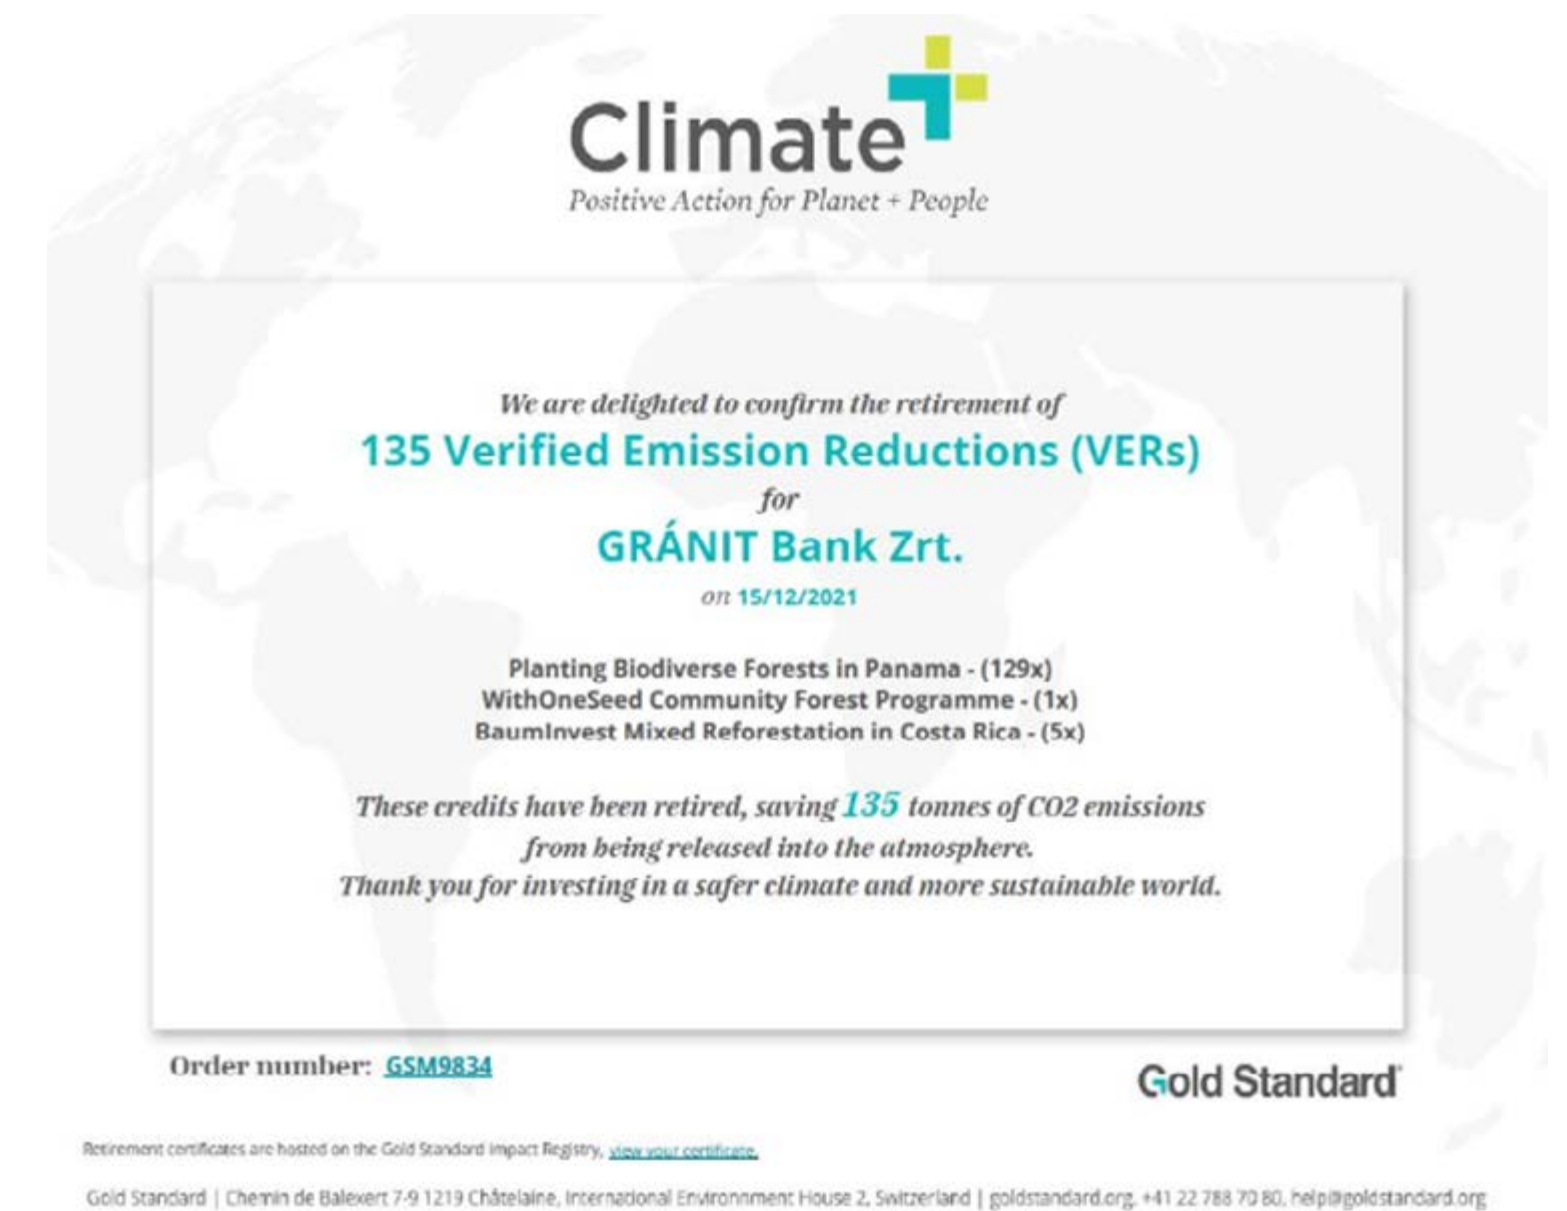 Climate
Positive Action for Planet + People
We are delighted to confirm the retirement of
135 Verified Emission Reductions (VERs)
for
GRÁNIT Bank Zrt.
on 15/12/2021
Planting Biodiverse Forests in Panama - (129x)
WithOneSeed Community Forest Programme - (1x)
BaumInvest Mixed Reforestation in Costa Rica - (5x)
These credits have been retired, saving 135 tonnes of CO2 emissions
from being released into the atmosphere.
Thank you for investing in a safer climate and more sustainable world.
Order number: GSM9834
Gold Standard
Retirement certificates are hosted on the Gold Standard Impact Registry, view your certificate.
Gold Standard | Chemin de Balexert 7-9 1219 Châtelaine, International Environnment House 2, Switzerland | goldstandard.org, +41 22 788 70 80, help@goldstandard.org